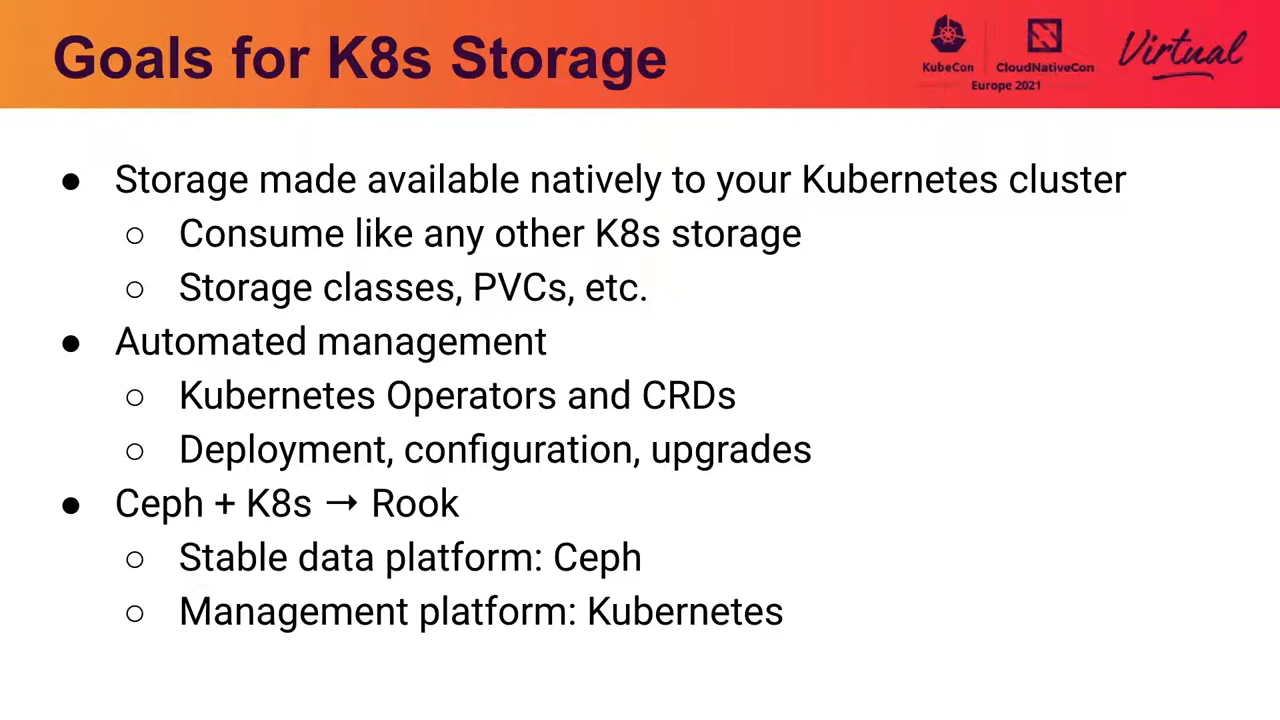 Goals for K8s Storage
KubeCon
CloudNativeCon
Europe 2021
Virtual
● Storage made available natively to your Kubernetes cluster
○ Consume like any other K8s storage
○ Storage classes, PVCs, etc.
● Automated management
○ Kubernetes Operators and CRDs
○ Deployment, configuration, upgrades
● Ceph + K8s → Rook
○ Stable data platform: Ceph
○ Management platform: Kubernetes